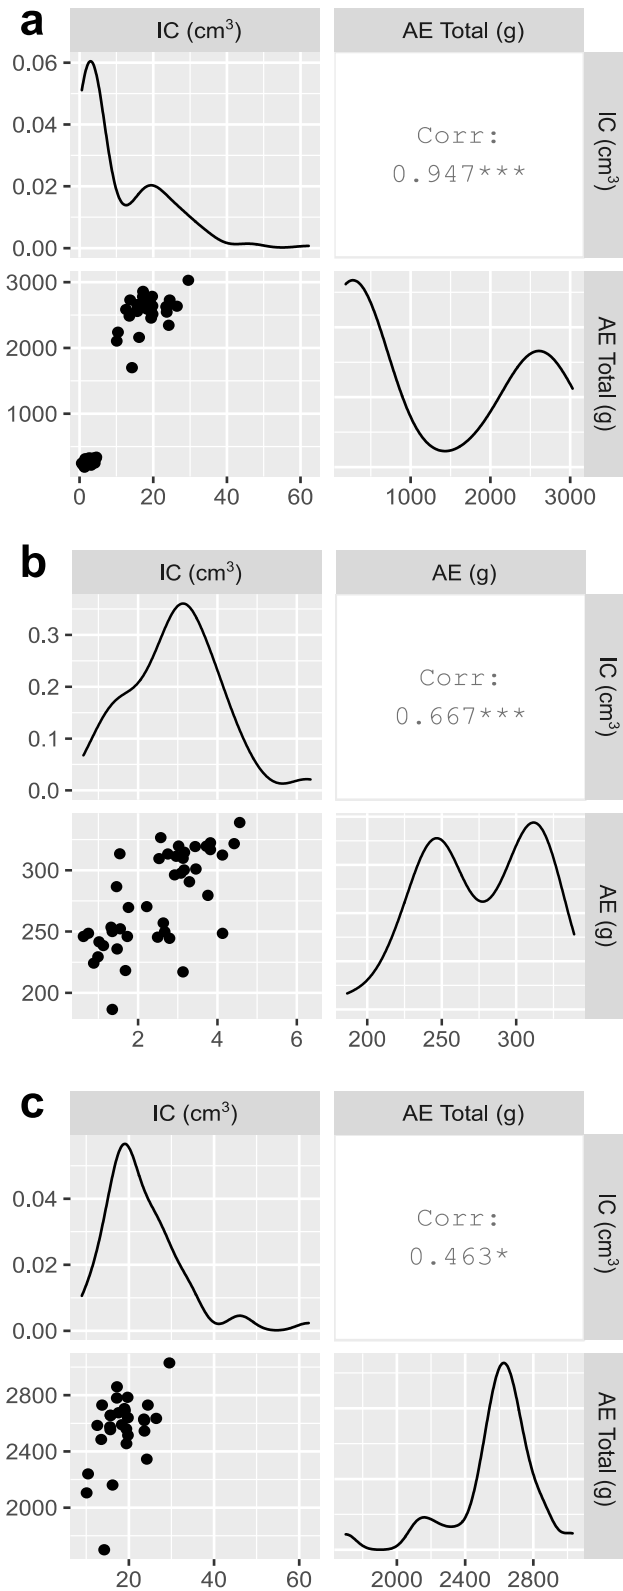 a
IC (cm³)
AE Total (g)
0.06
0.04
0.02
0.00
Corr:
0.947***
IC (cm³)
3000
2000
1000
AE Total (g)
0 20 40 60
1000 2000 3000
b
IC (cm³)
AE (g)
0.3
0.2
0.1
0.0
Corr:
0.667***
IC (cm³)
300
250
200
AE (g)
2 4 6
200 250 300
c
IC (cm³)
AE Total (g)
0.04
0.02
0.00
Corr:
0.463*
IC (cm³)
2800
2400
2000
AE Total (g)
20 40 60
2000 2400 2800